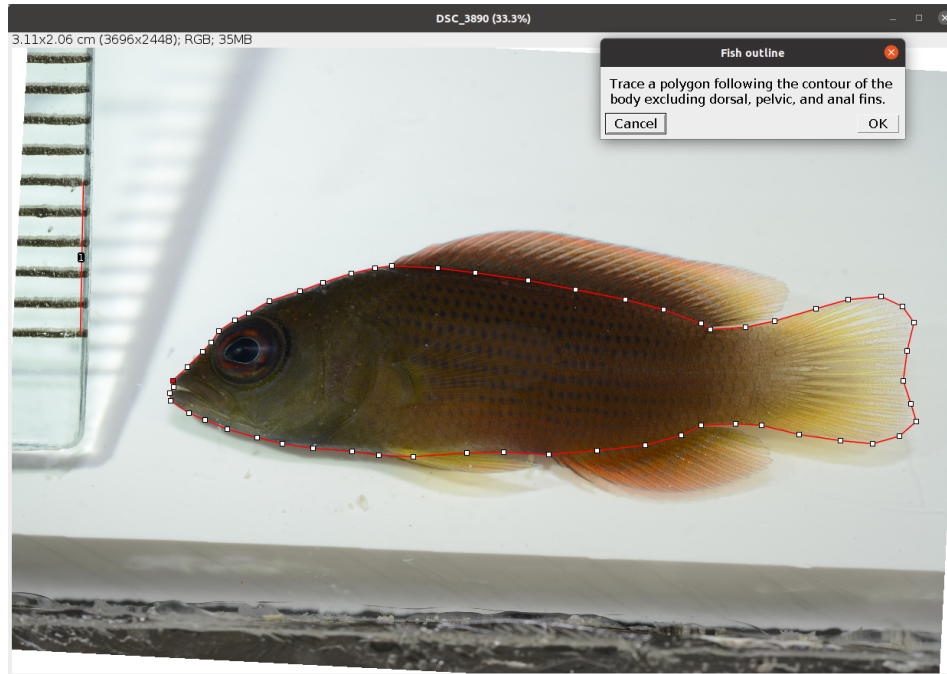 DSC_3890 (33.3%)
3.11x2.06 cm (3696x2448); RGB; 35MB
Fish outline
Trace a polygon following the contour of the
body excluding dorsal, pelvic, and anal fins.
Cancel
OK
1